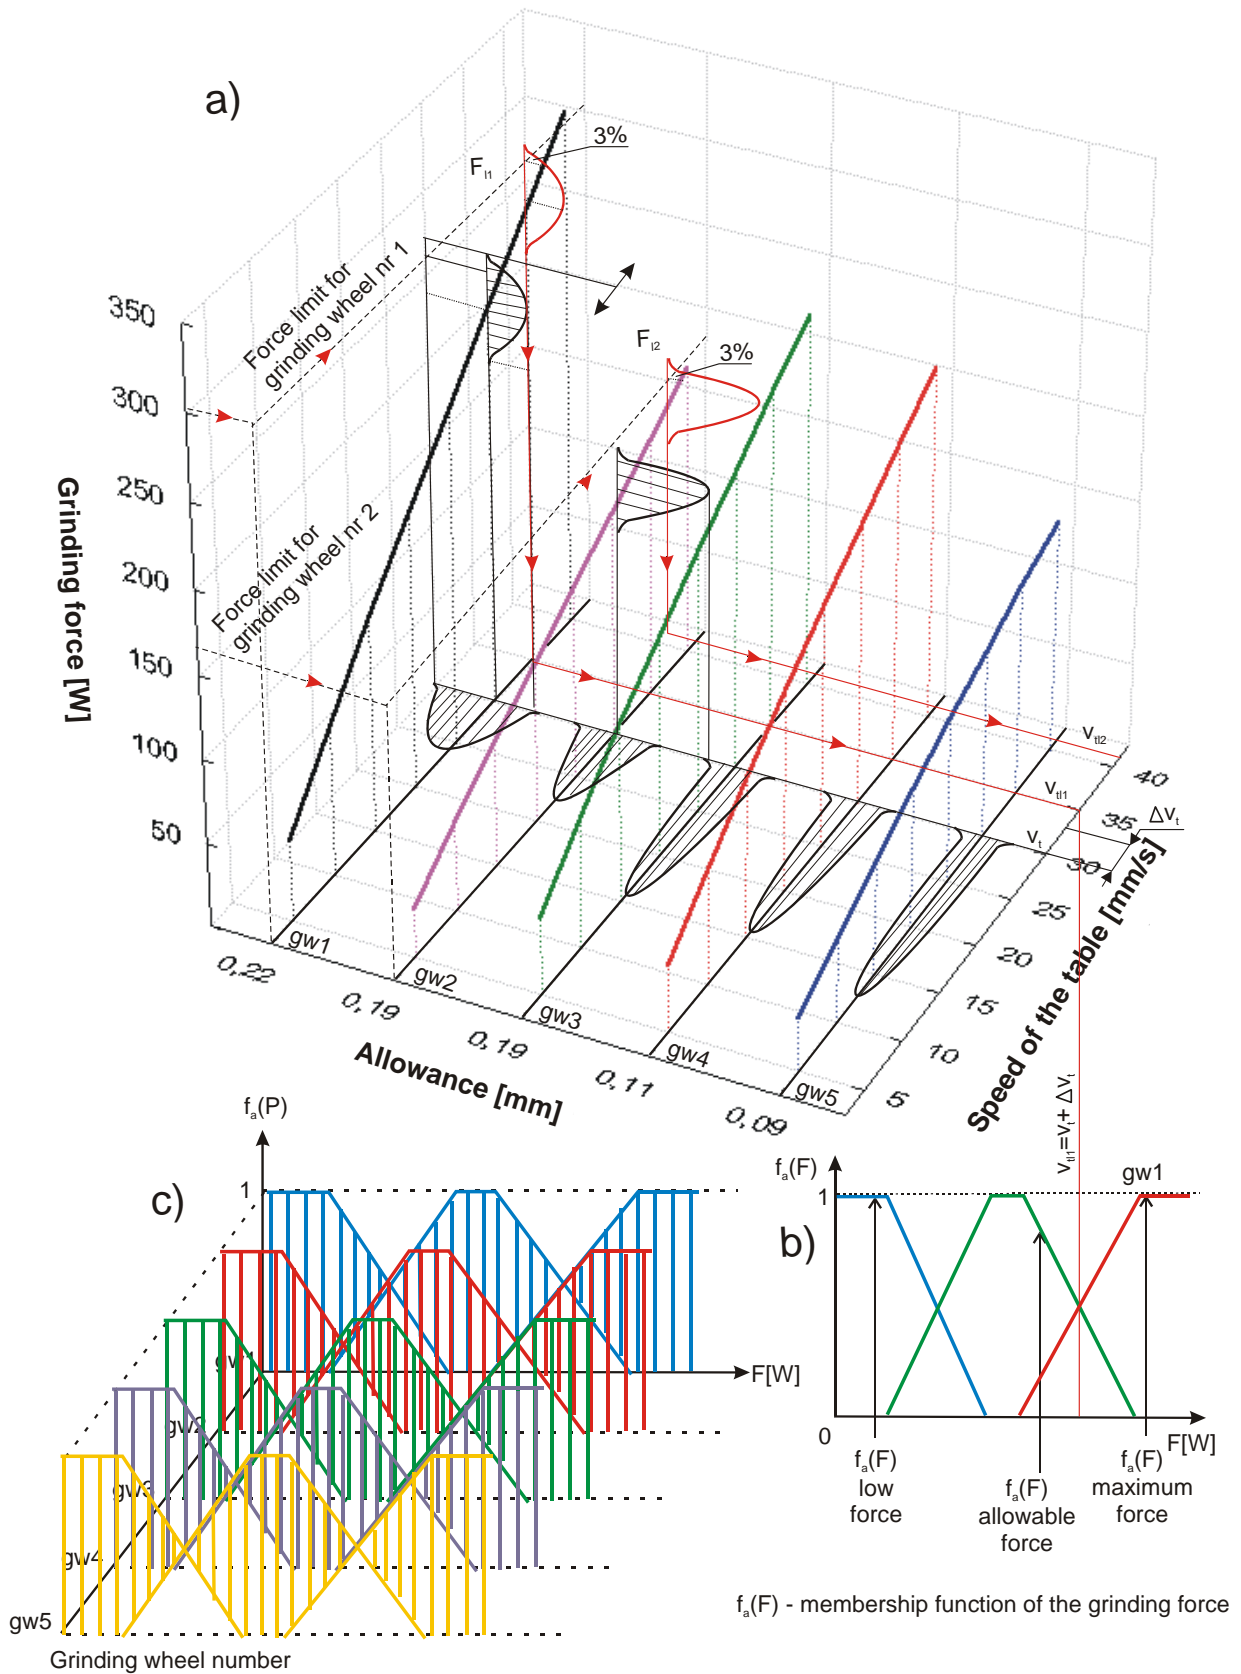 a)
3%
F_l1
Force limit for
grinding wheel nr 1
F_l2
3%
350
300
250
200
150
100
50
Grinding force [W]
Force limit for
grinding wheel nr 2
v_tl2
v_tl1
v_t
Δv_t
40
35
30
25
20
15
10
5
Speed of the table [mm/s]
gw1
gw2
gw3
gw4
gw5
0,22
0,19
0,19
0,11
0,09
Allowance [mm]
v_tl1=v_t+ Δv_t
f_a(P)
c)
1
gw1
gw2
gw3
gw4
gw5
F[W]
Grinding wheel number
f_a(F)
gw1
1
b)
0
F[W]
f_a(F)
low
force
f_a(F)
allowable
force
f_a(F)
maximum
force
f_a(F) - membership function of the grinding force